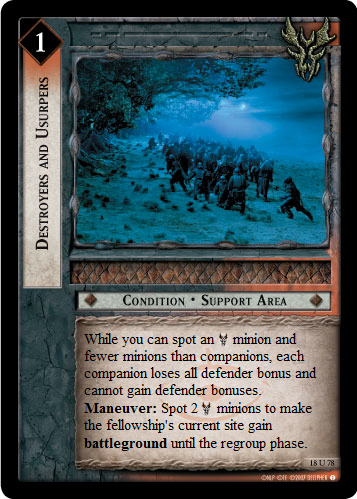 1
DESTROYERS AND USURPERS
CONDITION • SUPPORT AREA
While you can spot an minion and
fewer minions than companions, each
companion loses all defender bonus and
cannot gain defender bonuses.
Maneuver: Spot 2 minions to make
the fellowship's current site gain
battleground until the regroup phase.
18 U 78